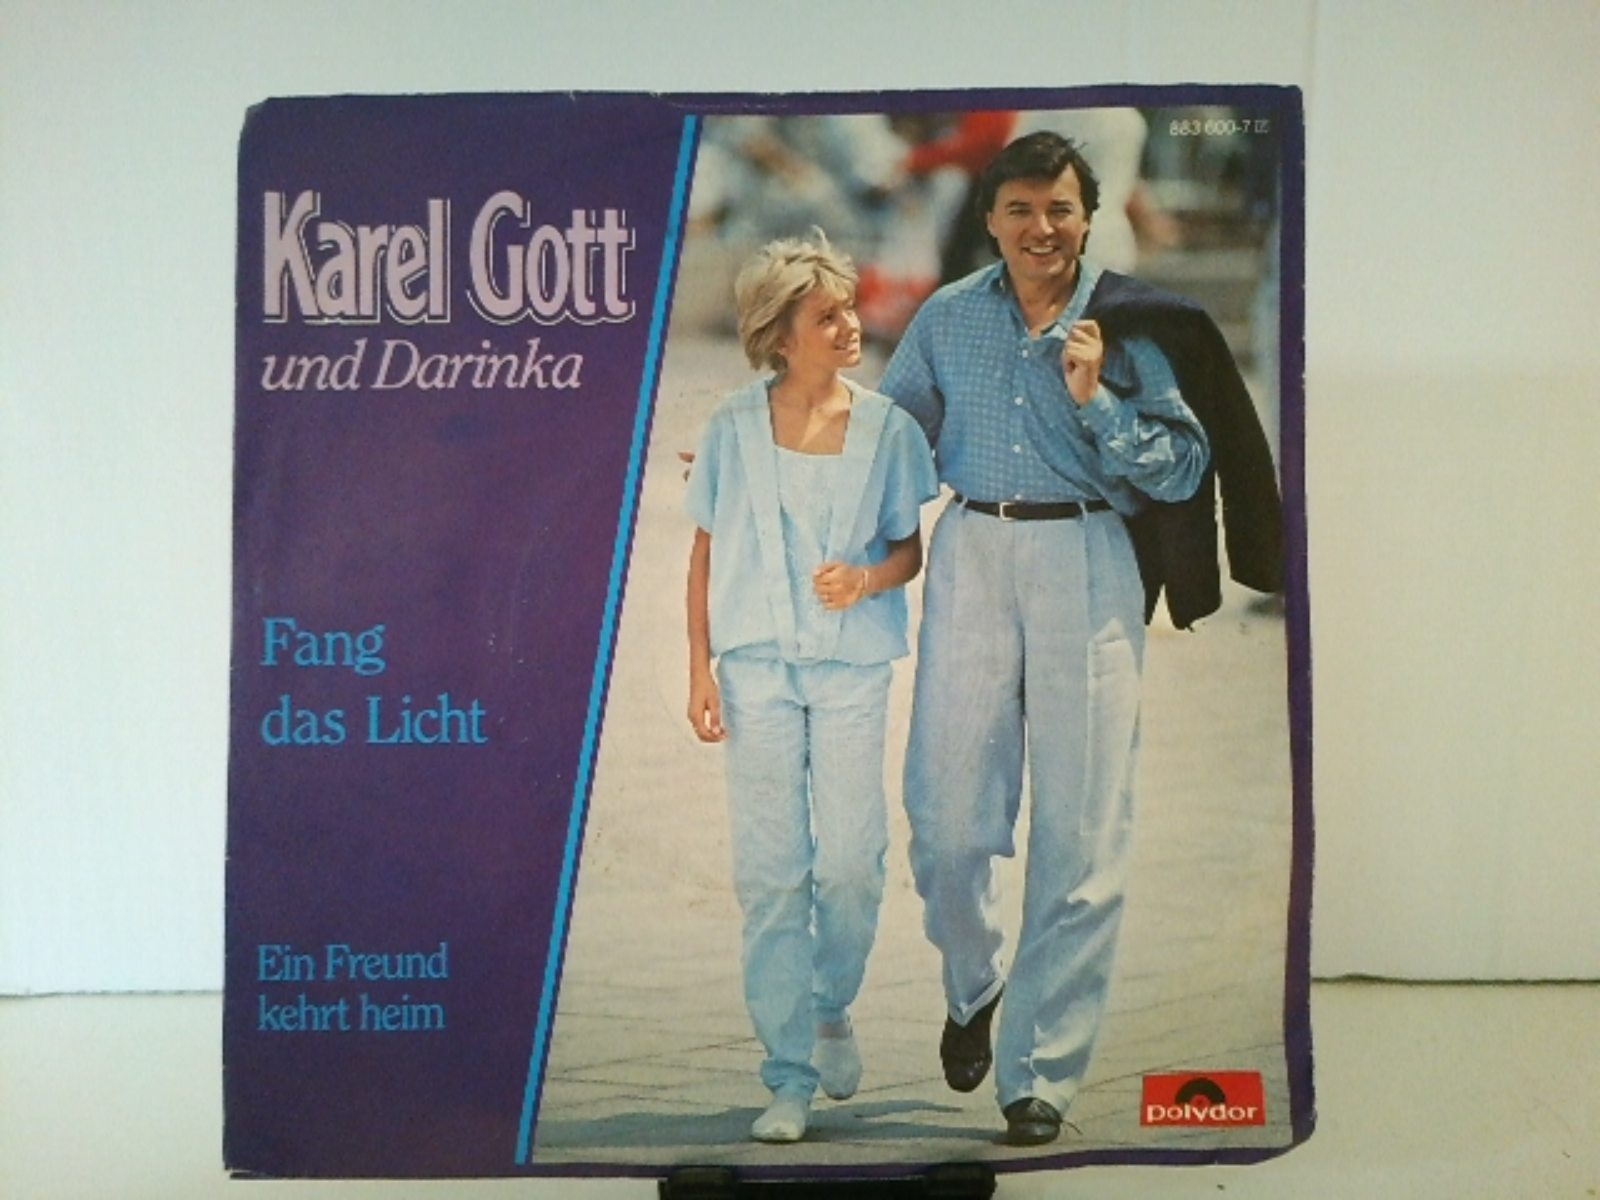 883 600-7
Karel Gott
und Darinka
Fang
das Licht
Ein Freund
kehrt heim
polydor